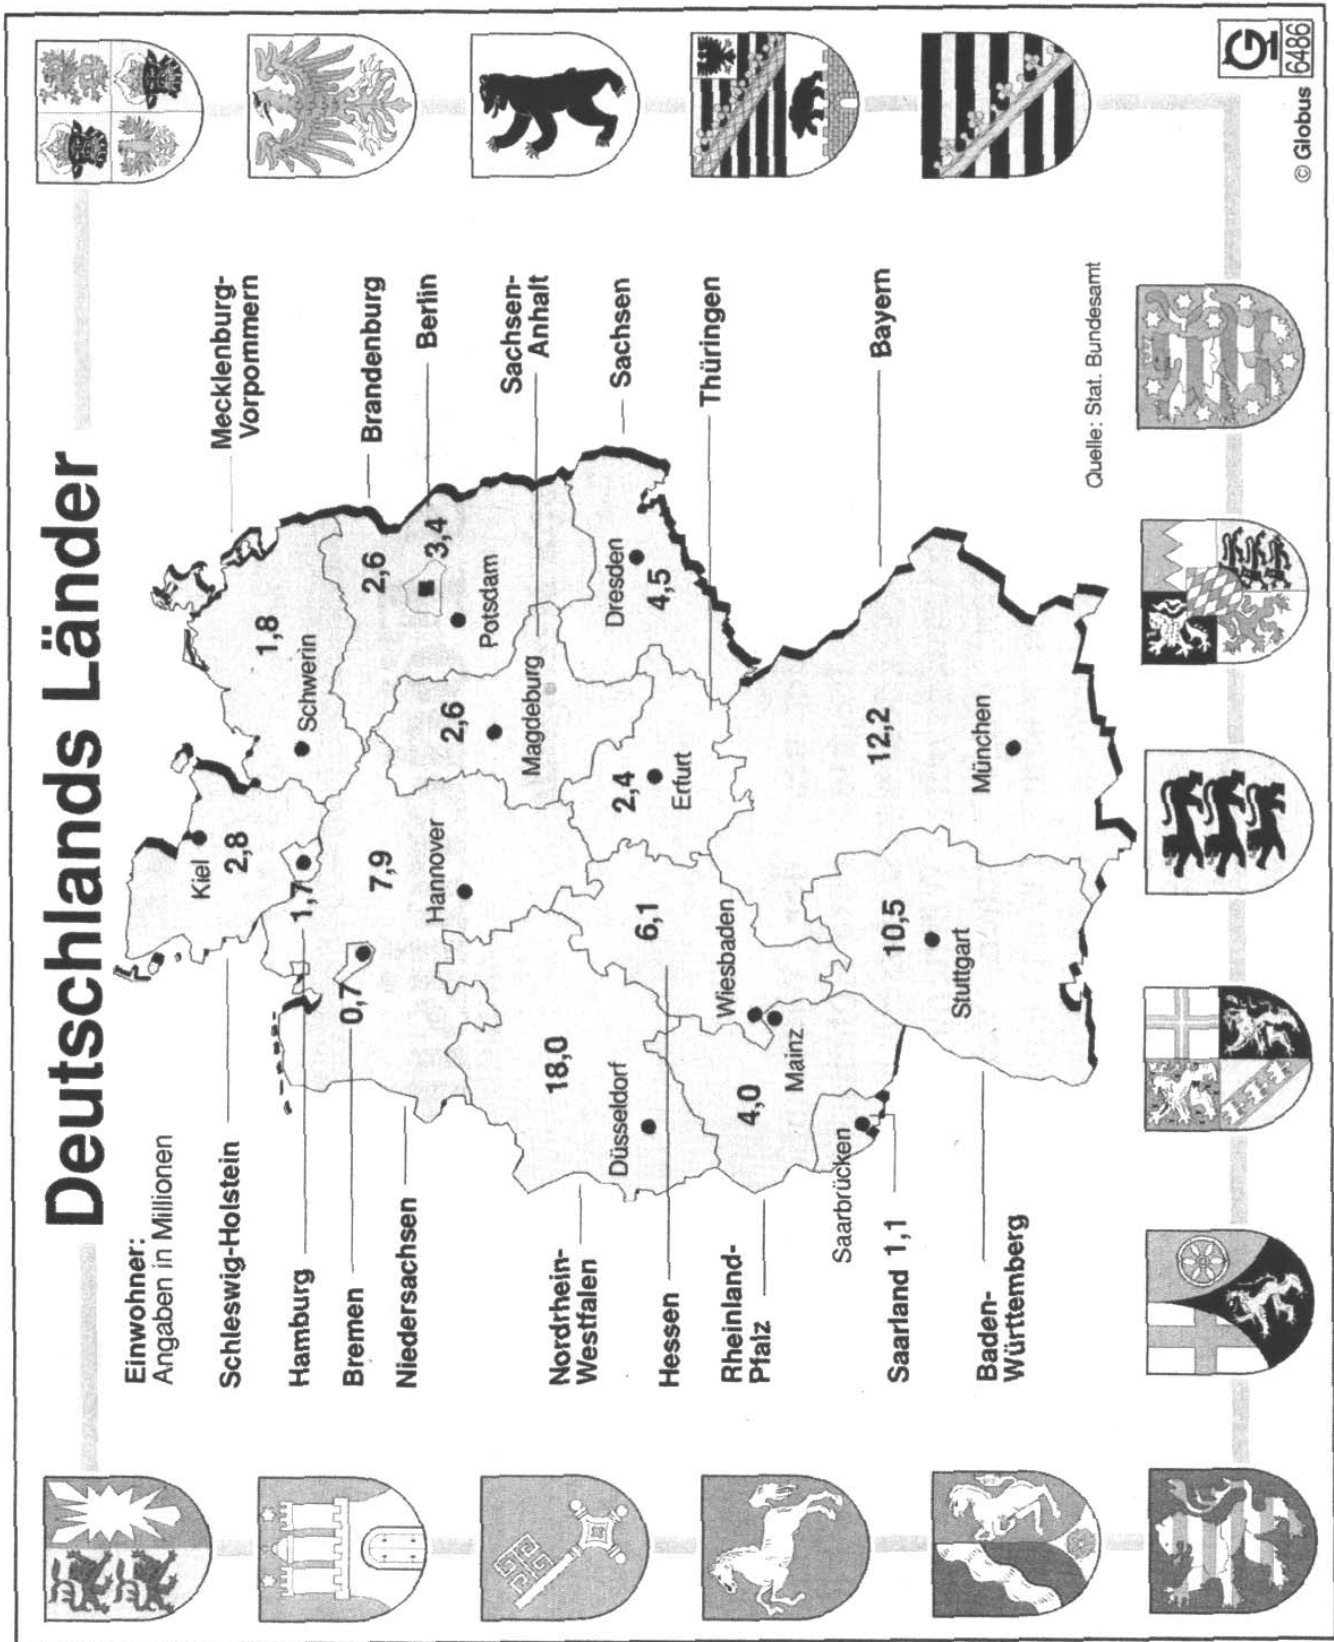 Deutschlands Länder
Einwohner:
Angaben in Millionen
Schleswig-Holstein
Hamburg
Bremen
Niedersachsen
Nordrhein-
Westfalen
Hessen
Rheinland-
Pfalz
Saarbrücken
Saarland 1,1
Baden-
Württemberg
Kiel
2,8
1,7
0,7
7,9
Hannover
18,0
Düsseldorf
6,1
Wiesbaden
4,0
Mainz
10,5
Stuttgart
1,8
Schwerin
2,6
3,4
Potsdam
2,6
Magdeburg
Dresden
4,5
2,4
Erfurt
12,2
München
Mecklenburg-
Vorpommern
Brandenburg
Berlin
Sachsen-
Anhalt
Sachsen
Thüringen
Bayern
Quelle: Stat. Bundesamt
© Globus
G
6486